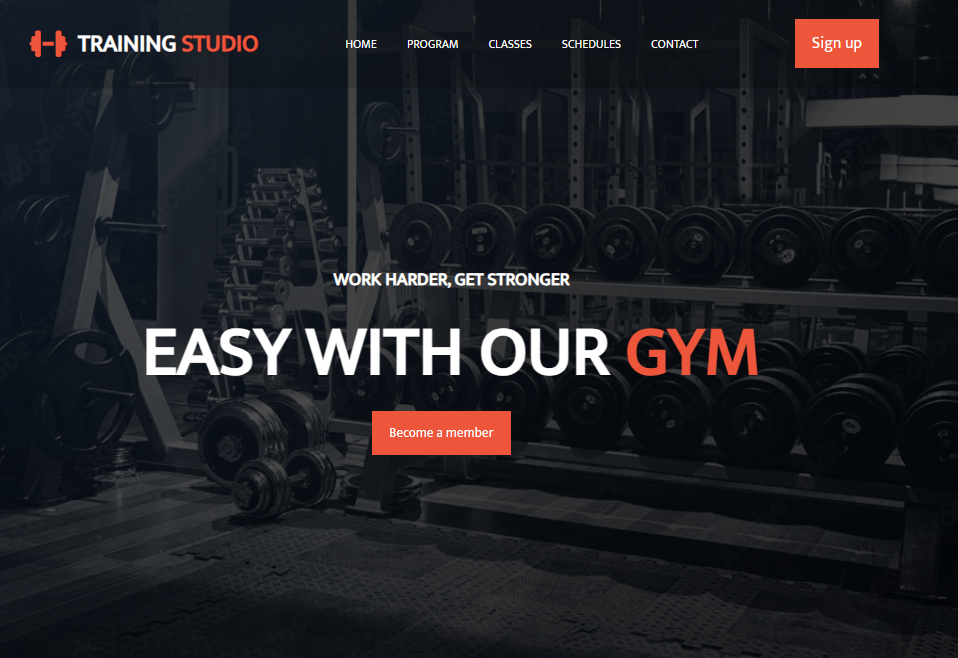 TRAINING STUDIO
HOME
PROGRAM
CLASSES
SCHEDULES
CONTACT
Sign up
WORK HARDER, GET STRONGER
EASY WITH OUR GYM
Become a member